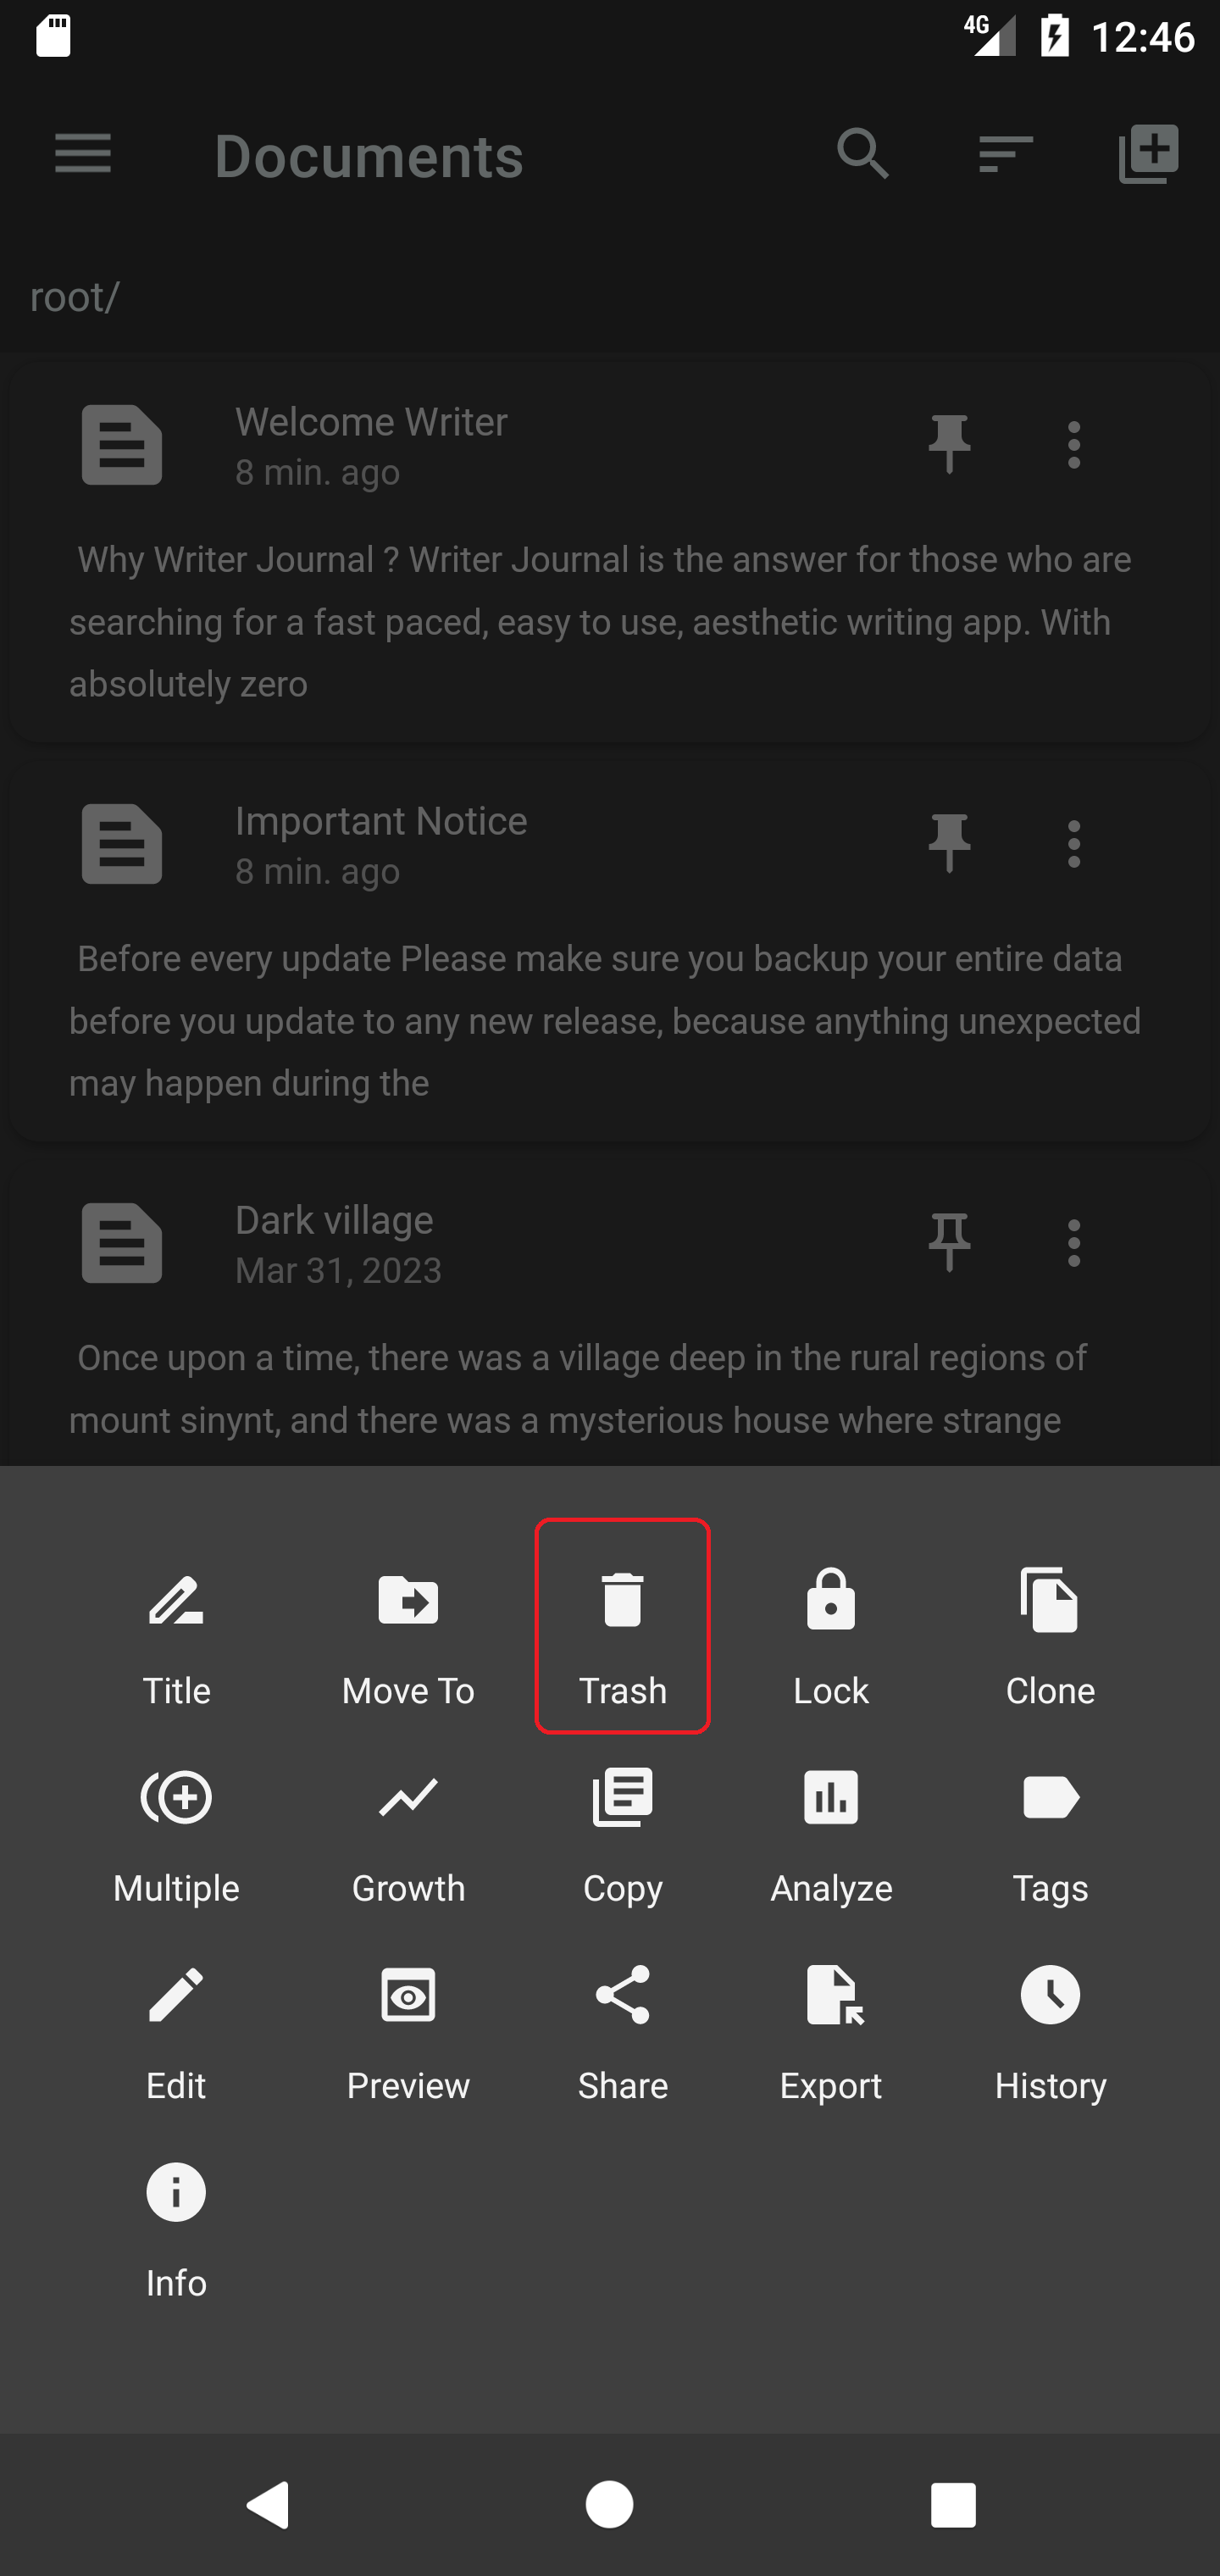 4G 12:46
Documents
root/
Welcome Writer
8 min. ago
Why Writer Journal ? Writer Journal is the answer for those who are
searching for a fast paced, easy to use, aesthetic writing app. With
absolutely zero
Important Notice
8 min. ago
Before every update Please make sure you backup your entire data
before you update to any new release, because anything unexpected
may happen during the
Dark village
Mar 31, 2023
Once upon a time, there was a village deep in the rural regions of
mount sinynt, and there was a mysterious house where strange
Title Move To Trash Lock Clone
Multiple Growth Copy Analyze Tags
Edit Preview Share Export History
Info